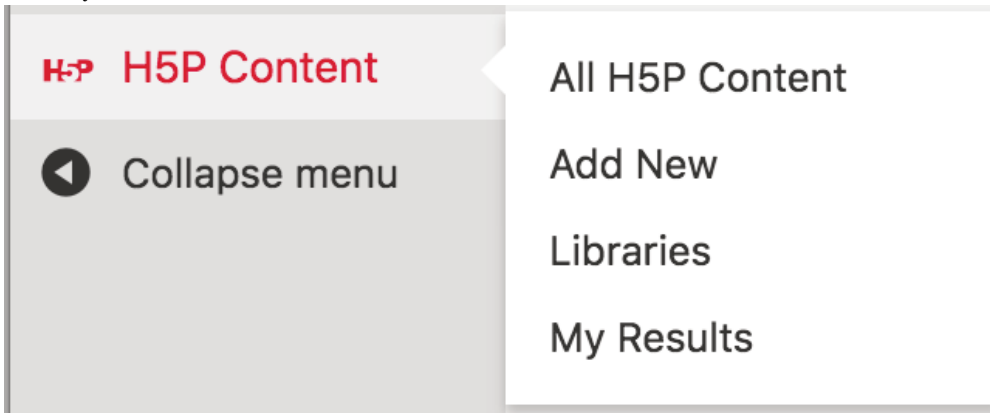 H5P H5P Content
Collapse menu
All H5P Content
Add New
Libraries
My Results